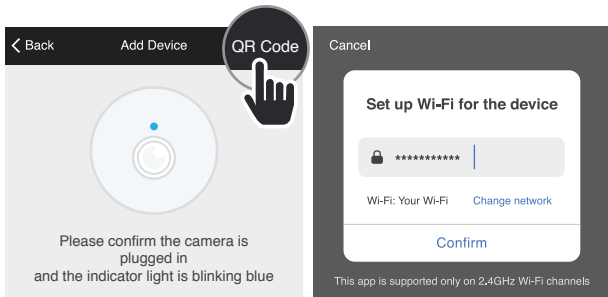 Back
Add Device
QR Code
Please confirm the camera is
plugged in
and the indicator light is blinking blue
Cancel
Set up Wi-Fi for the device
***********
Wi-Fi: Your Wi-Fi
Change network
Confirm
This app is supported only on 2.4GHz Wi-Fi channels